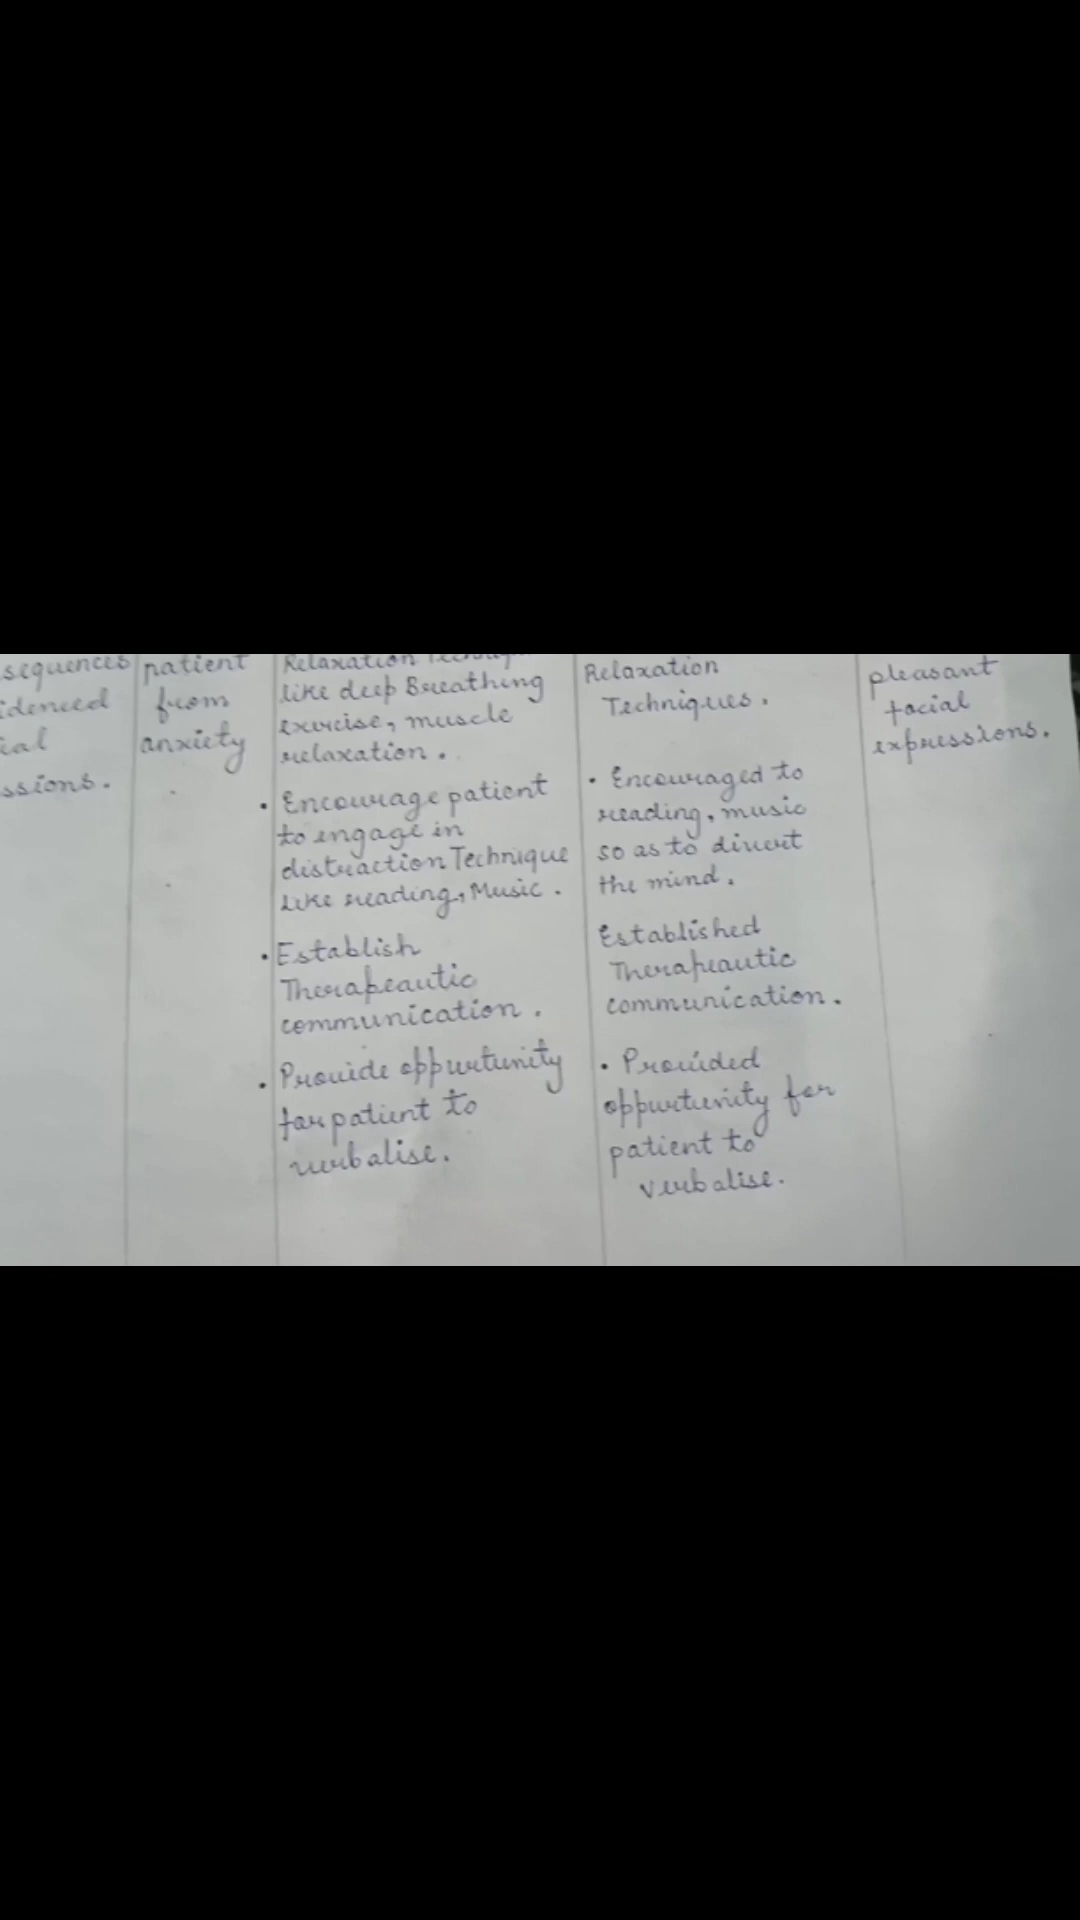 sequences
idenced
ial
ssions.
patient
from
anxiety
Relaxation
like deep Breathing
exercise, muscle
relaxation.
• Encourage patient
to engage in
distraction Technique
like reading, Music.
• Establish
Therapeautic
communication.
• Provide oppurtunity
for patient to
verbalise.
Relaxation
Techniques.
• Encouraged to
reading, music
so as to divert
the mind.
Established
Therapeautic
communication.
• Provided
oppurtunity for
patient to
verbalise.
pleasant
facial
expressions.